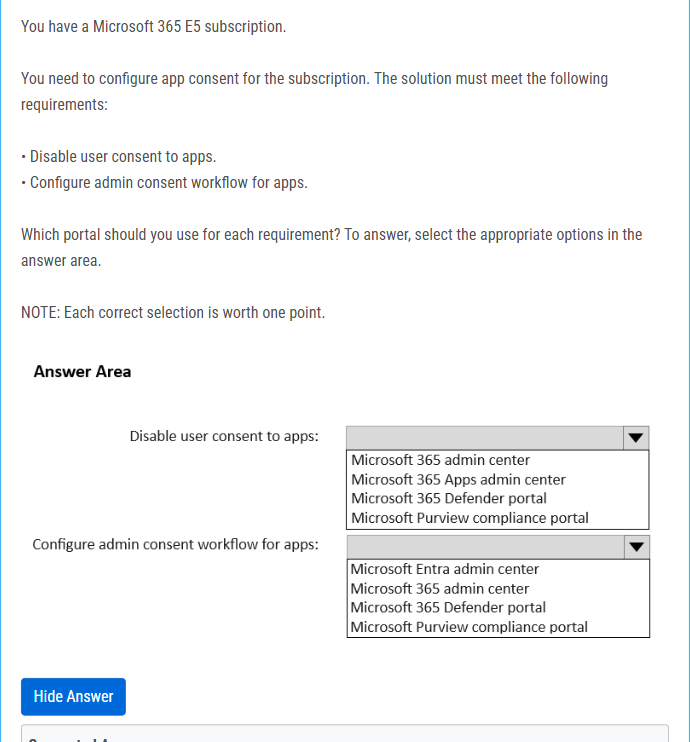 You have a Microsoft 365 E5 subscription.
You need to configure app consent for the subscription. The solution must meet the following
requirements:
• Disable user consent to apps.
• Configure admin consent workflow for apps.
Which portal should you use for each requirement? To answer, select the appropriate options in the
answer area.
NOTE: Each correct selection is worth one point.
Answer Area
Disable user consent to apps:
Microsoft 365 admin center
Microsoft 365 Apps admin center
Microsoft 365 Defender portal
Microsoft Purview compliance portal
Configure admin consent workflow for apps:
Microsoft Entra admin center
Microsoft 365 admin center
Microsoft 365 Defender portal
Microsoft Purview compliance portal
Hide Answer